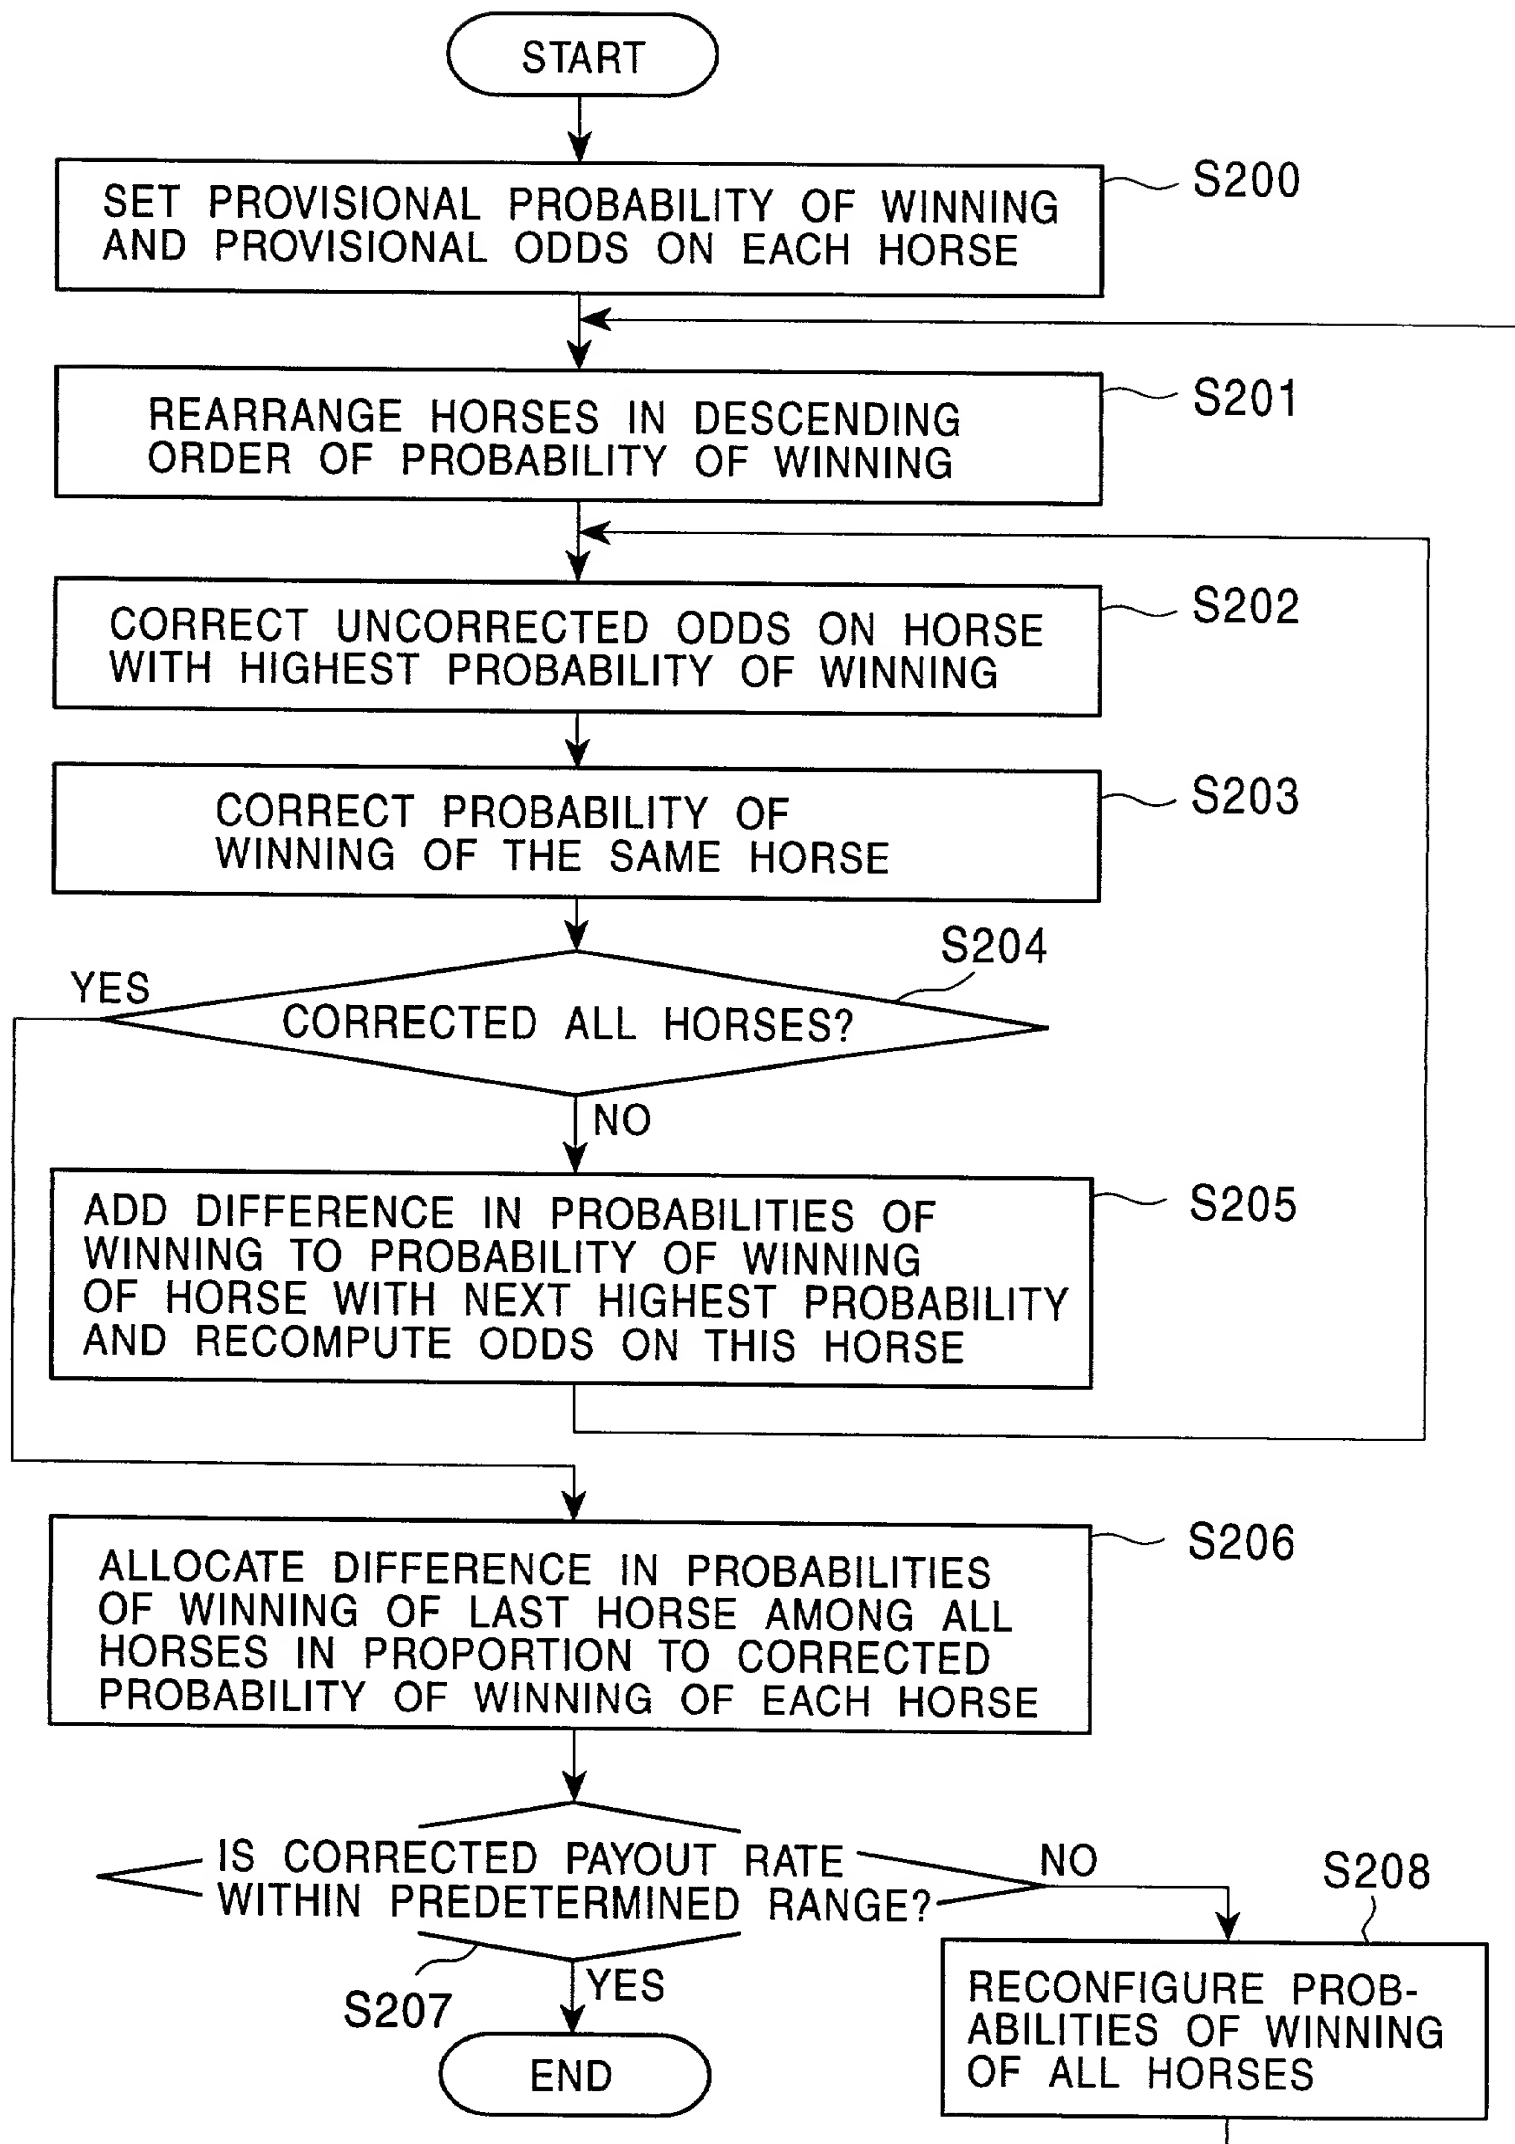 START
S200
SET PROVISIONAL PROBABILITY OF WINNING
AND PROVISIONAL ODDS ON EACH HORSE
S201
REARRANGE HORSES IN DESCENDING
ORDER OF PROBABILITY OF WINNING
S202
CORRECT UNCORRECTED ODDS ON HORSE
WITH HIGHEST PROBABILITY OF WINNING
S203
CORRECT PROBABILITY OF
WINNING OF THE SAME HORSE
S204
YES
CORRECTED ALL HORSES?
NO
S205
ADD DIFFERENCE IN PROBABILITIES OF
WINNING TO PROBABILITY OF WINNING
OF HORSE WITH NEXT HIGHEST PROBABILITY
AND RECOMPUTE ODDS ON THIS HORSE
S206
ALLOCATE DIFFERENCE IN PROBABILITIES
OF WINNING OF LAST HORSE AMONG ALL
HORSES IN PROPORTION TO CORRECTED
PROBABILITY OF WINNING OF EACH HORSE
IS CORRECTED PAYOUT RATE
WITHIN PREDETERMINED RANGE?
NO
S208
S207
YES
RECONFIGURE PROB-
ABILITIES OF WINNING
OF ALL HORSES
END